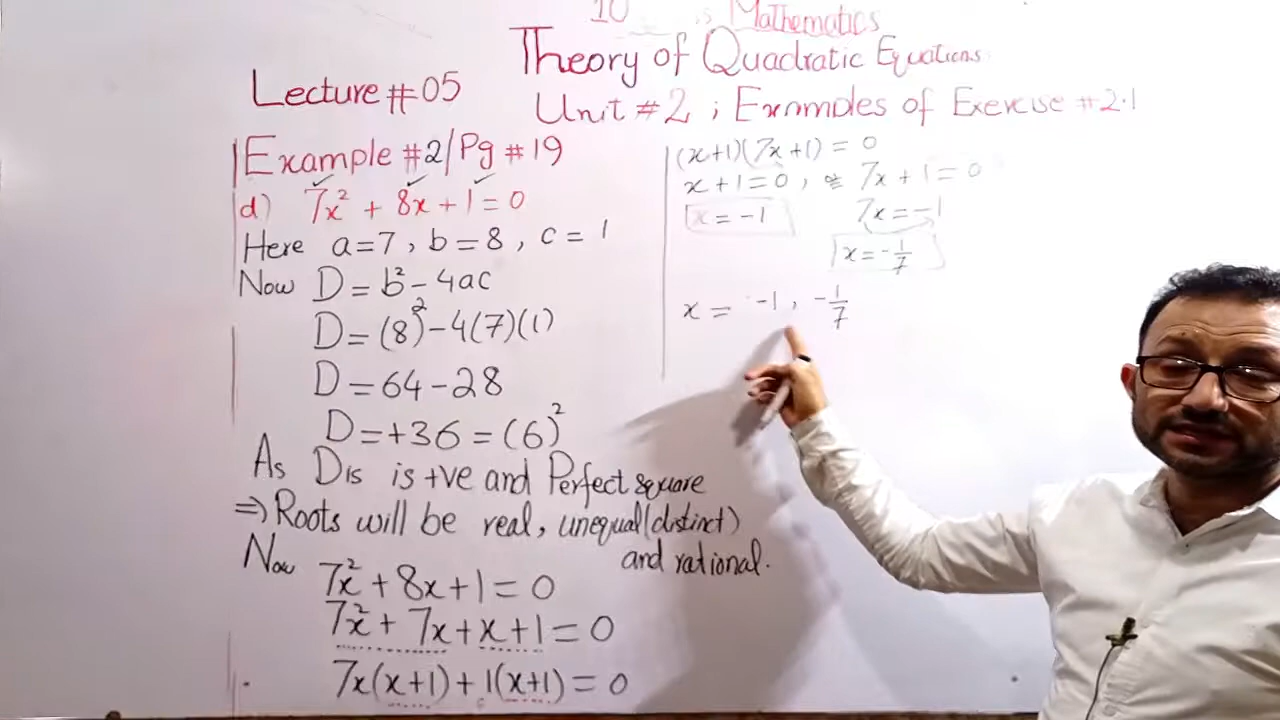 10 Mathematics
Theory of Quadratic Equations
Lecture #05
Unit #2 ; Examples of Exercise #2.1
Example #2/Pg #19
d) 7x² + 8x + 1 = 0
Here a=7, b=8, c=1
Now D = b² - 4ac
D = (8)² - 4(7)(1)
D = 64 - 28
D = +36 = (6)²
As Dis is +ve and Perfect square
⇒ Roots will be real, unequal(distinct)
and rational.
Now 7x² + 8x + 1 = 0
7x² + 7x + x + 1 = 0
7x(x+1) + 1(x+1) = 0
(x+1)(7x+1) = 0
x+1=0, or 7x+1=0
x = -1 7x = -1
x = -1/7
x = -1, -1/7